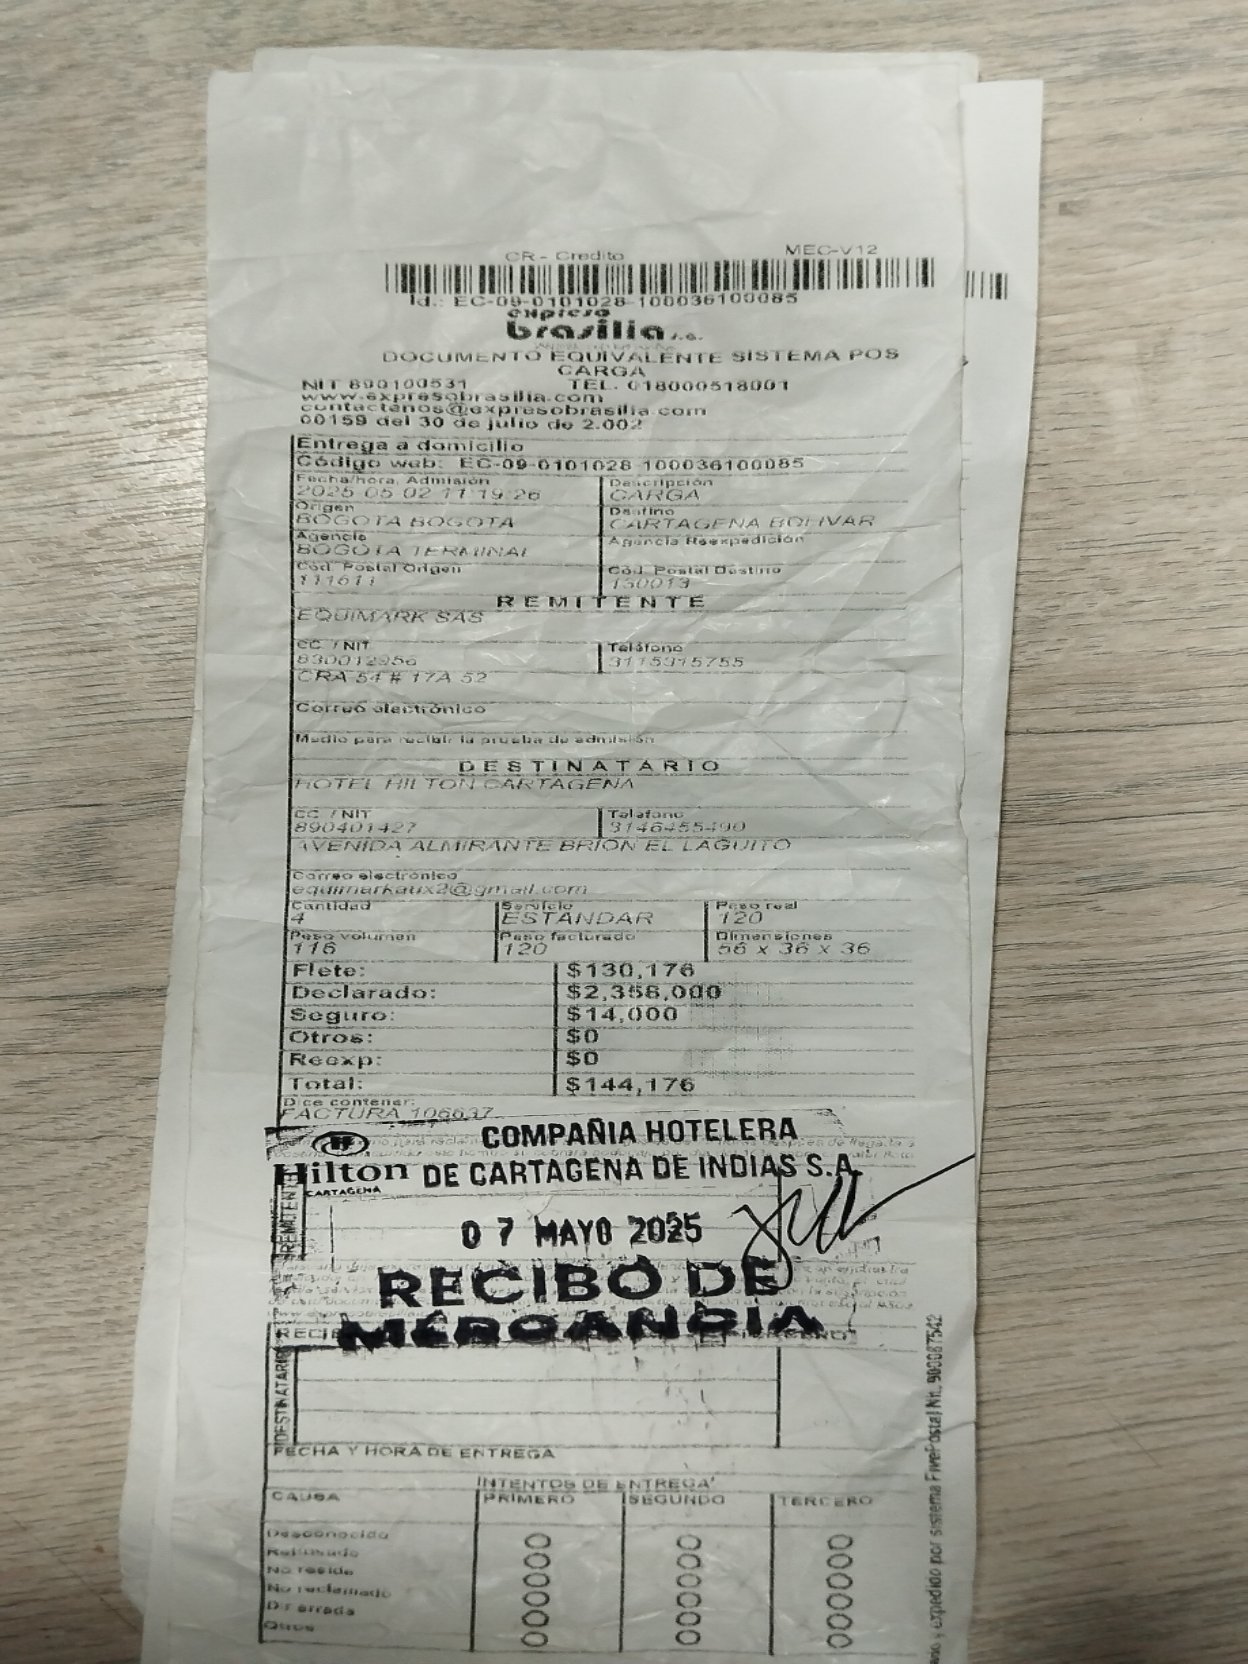 CR - Credito MEC-V12
Id.: EC-09-0101028-100036100085
expreso
brasilia s.a.
DOCUMENTO EQUIVALENTE SISTEMA POS
CARGA
NIT 890100531 TEL. 018000518001
www.expresobrasilia.com
contactenos@expresobrasilia.com
00159 del 30 de julio de 2.002
Entrega a domicilio
Código web: EC-09-0101028-100036100085
Fecha/hora. Admisión Descripción
2025 05 02 11 19 26 CARGA
Origen Destino
BOGOTA BOGOTA CARTAGENA BOLIVAR
Agencia Agencia Reexpedición
BOGOTA TERMINAL
Cód. Postal Origen Cód. Postal Destino
111611 130013
REMITENTE
EQUIMARK SAS
CC. / NIT Teléfono
830012956 3115315755
CRA 54 # 17A 52
Correo electrónico
Medio para recibir la prueba de admisión
DESTINATARIO
HOTEL HILTON CARTAGENA
CC. / NIT Telefono
890401427 3146455490
AVENIDA ALMIRANTE BRION EL LAGUITO
Correo electrónico
equimarkaux2@gmail.com
Cantidad Servicio Peso real
4 ESTANDAR 120
Peso volumen Peso facturado Dimensiones
116 120 56 x 36 x 36
Flete: $130,176
Declarado: $2,358,000
Seguro: $14,000
Otros: $0
Reexp: $0
Total: $144,176
Dice contener:
FACTURA 106637
COMPAÑIA HOTELERA
Hilton DE CARTAGENA DE INDIAS S.A.
CARTAGENA
REMITENTE
07 MAYO 2025
RECIBO DE
MERCANCIA
DESTINATARIO
FECHA Y HORA DE ENTREGA
INTENTOS DE ENTREGA
CAUSA PRIMERO SEGUNDO TERCERO
Desconocido
Rehusado
No reside
No reclamado
Dir errada
Otros
y expedido por sistema FivePostal Nit. 900087542